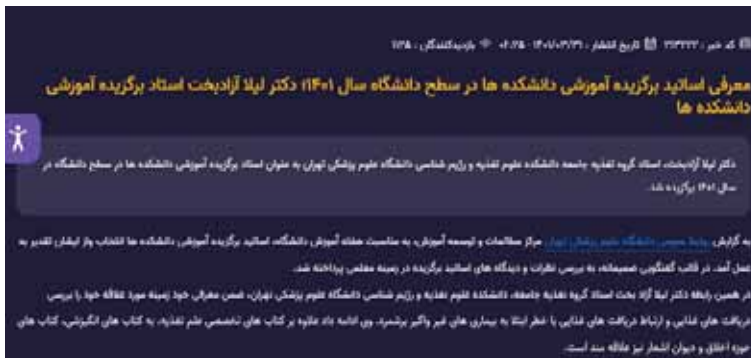 کد خبر : ۲۱۳۲۲۲ تاریخ انتشار : ۱۴۰۱/۰۳/۳۱ - ۰۶:۲۸ بازدیدکنندگان : ۱۱۲۸
معرفی اساتید برگزیده آموزشی دانشکده ها در سطح دانشگاه سال ۱۴۰۱؛ دکتر لیلا آزادبخت استاد برگزیده آموزشی
دانشکده ها
دکتر لیلا آزادبخت، استاد گروه تغذیه جامعه دانشکده علوم تغذیه و رژیم شناسی دانشگاه علوم پزشکی تهران به عنوان استاد برگزیده آموزشی دانشکده ها در سطح دانشگاه در
سال ۱۴۰۱ برگزیده شد.
به گزارش روابط عمومی دانشگاه علوم پزشکی تهران مرکز مطالعات و توسعه آموزش، به مناسبت هفته آموزش دانشگاه، اساتید برگزیده آموزشی دانشکده ها انتخاب واز ایشان تقدیر به
عمل آمد. در قالب گفتگویی صمیمانه، به بررسی نظرات و دیدگاه های اساتید برگزیده در زمینه معلمی پرداخته شد.
در همین رابطه دکتر لیلا آزاد بخت استاد گروه تغذیه جامعه، دانشکده علوم تغذیه و رژیم شناسی دانشگاه علوم پزشکی تهران، ضمن معرفی خود زمینه مورد علاقه خود را بررسی
دریافت های غذایی و ارتباط دریافت های غذایی با خطر ابتلا به بیماری های غیر واگیر برشمرد. وی ادامه داد علاوه بر کتاب های تخصصی علم تغذیه، به کتاب های انگیزشی، کتاب های
حوزه اخلاق و دیوان اشعار نیز علاقه مند است.